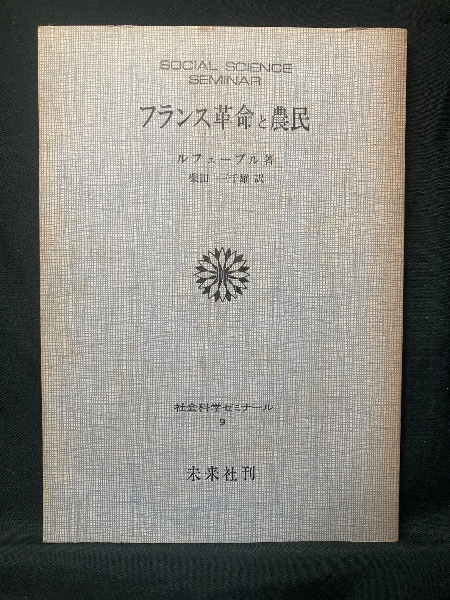 SOCIAL SCIENCE
SEMINAR
フランス革命と農民
ルフェーブル著
柴田三千雄訳
社会科学ゼミナール
9
未来社刊